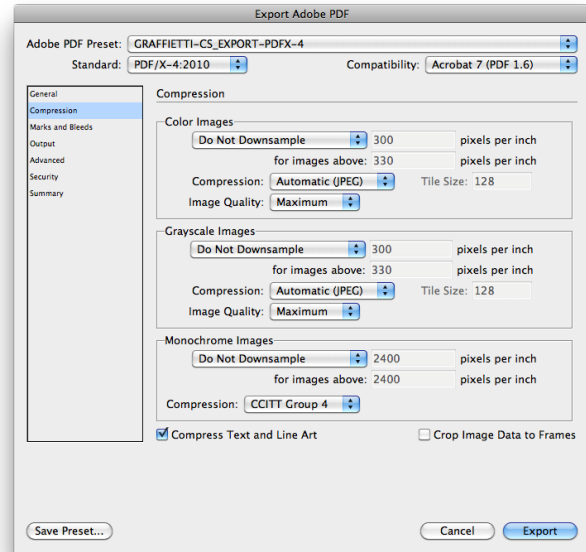 Export Adobe PDF
Adobe PDF Preset: GRAFFIETTI-CS_EXPORT-PDFX-4
Standard: PDF/X-4:2010 Compatibility: Acrobat 7 (PDF 1.6)
General
Compression
Marks and Bleeds
Output
Advanced
Security
Summary
Compression
Color Images
Do Not Downsample 300 pixels per inch
for images above: 330 pixels per inch
Compression: Automatic (JPEG) Tile Size: 128
Image Quality: Maximum
Grayscale Images
Do Not Downsample 300 pixels per inch
for images above: 330 pixels per inch
Compression: Automatic (JPEG) Tile Size: 128
Image Quality: Maximum
Monochrome Images
Do Not Downsample 2400 pixels per inch
for images above: 2400 pixels per inch
Compression: CCITT Group 4
Compress Text and Line Art Crop Image Data to Frames
Save Preset... Cancel Export